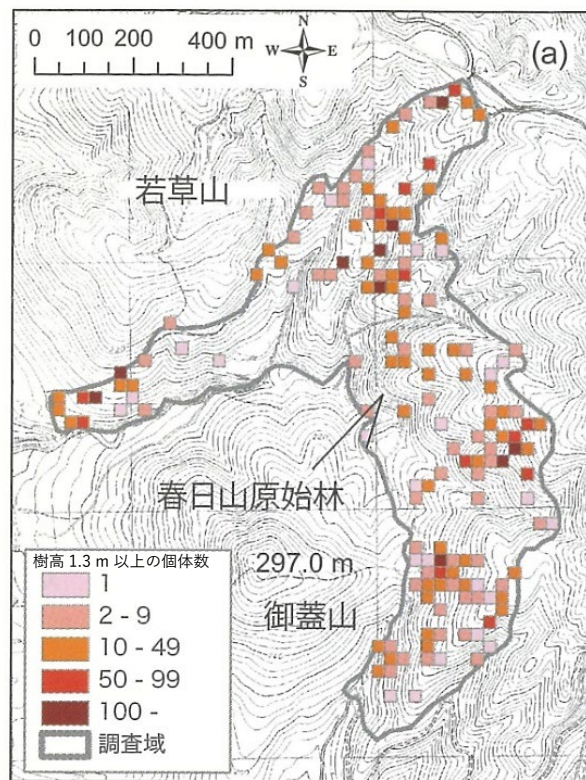 0 100 200 400 m
N
W E
S
(a)
若草山
春日山原始林
297.0 m
御蓋山
樹高 1.3 m 以上の個体数
1
2 - 9
10 - 49
50 - 99
100 -
調査域